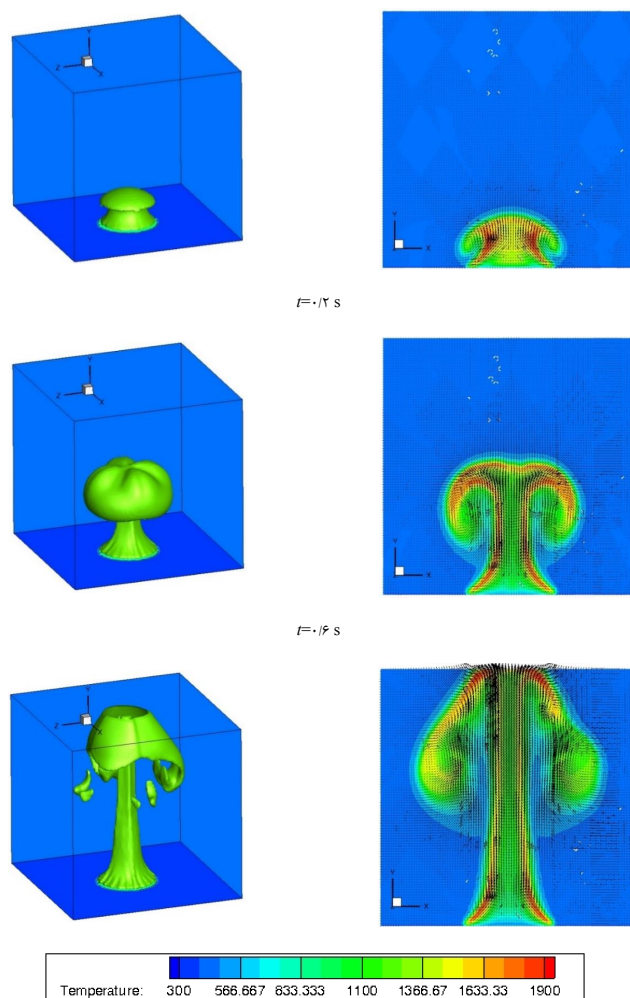 Y
Z
X
Y
X
t=۰/۲ s
Y
Z
X
Y
X
t=۰/۶ s
Y
Z
X
Y
X
Temperature: 300 566.667 833.333 1100 1366.67 1633.33 1900